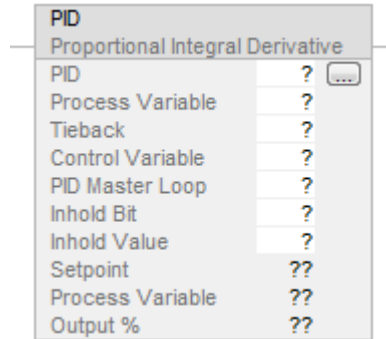 PID
Proportional Integral Derivative
PID ? ...
Process Variable ?
Tieback ?
Control Variable ?
PID Master Loop ?
Inhold Bit ?
Inhold Value ?
Setpoint ??
Process Variable ??
Output % ??